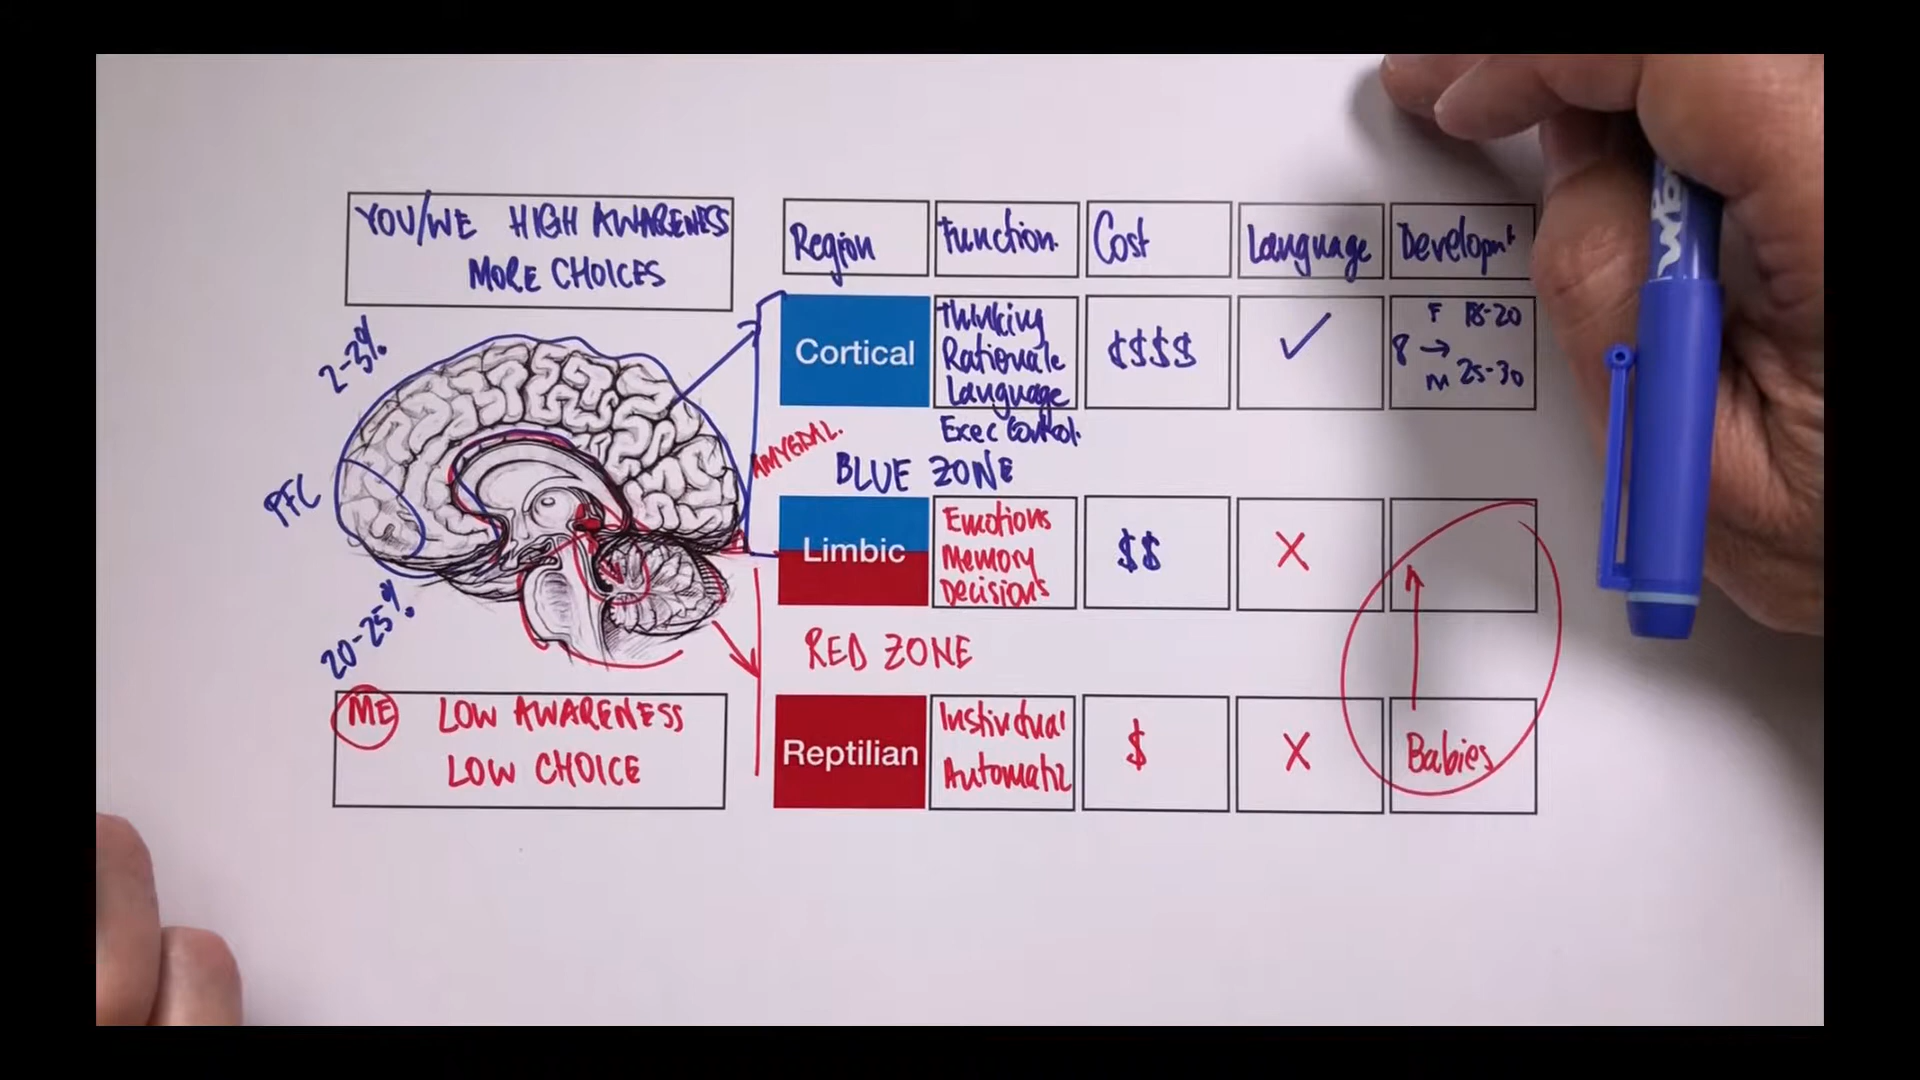 YOU/WE HIGH AWARENESS
MORE CHOICES
Region
Function.
Cost
Language
Developmt
2-3%
Cortical
Thinking
Rationale
Language
Exec Control.
$$$$
✓
F 18-20
8 →
M 25-30
AMYGDAL.
BLUE ZONE
PFC
Limbic
Emotions
Memory
Decisions
$$
X
20-25%
RED ZONE
ME LOW AWARENESS
LOW CHOICE
Reptilian
Instinctual
Automatic
$
X
Babies